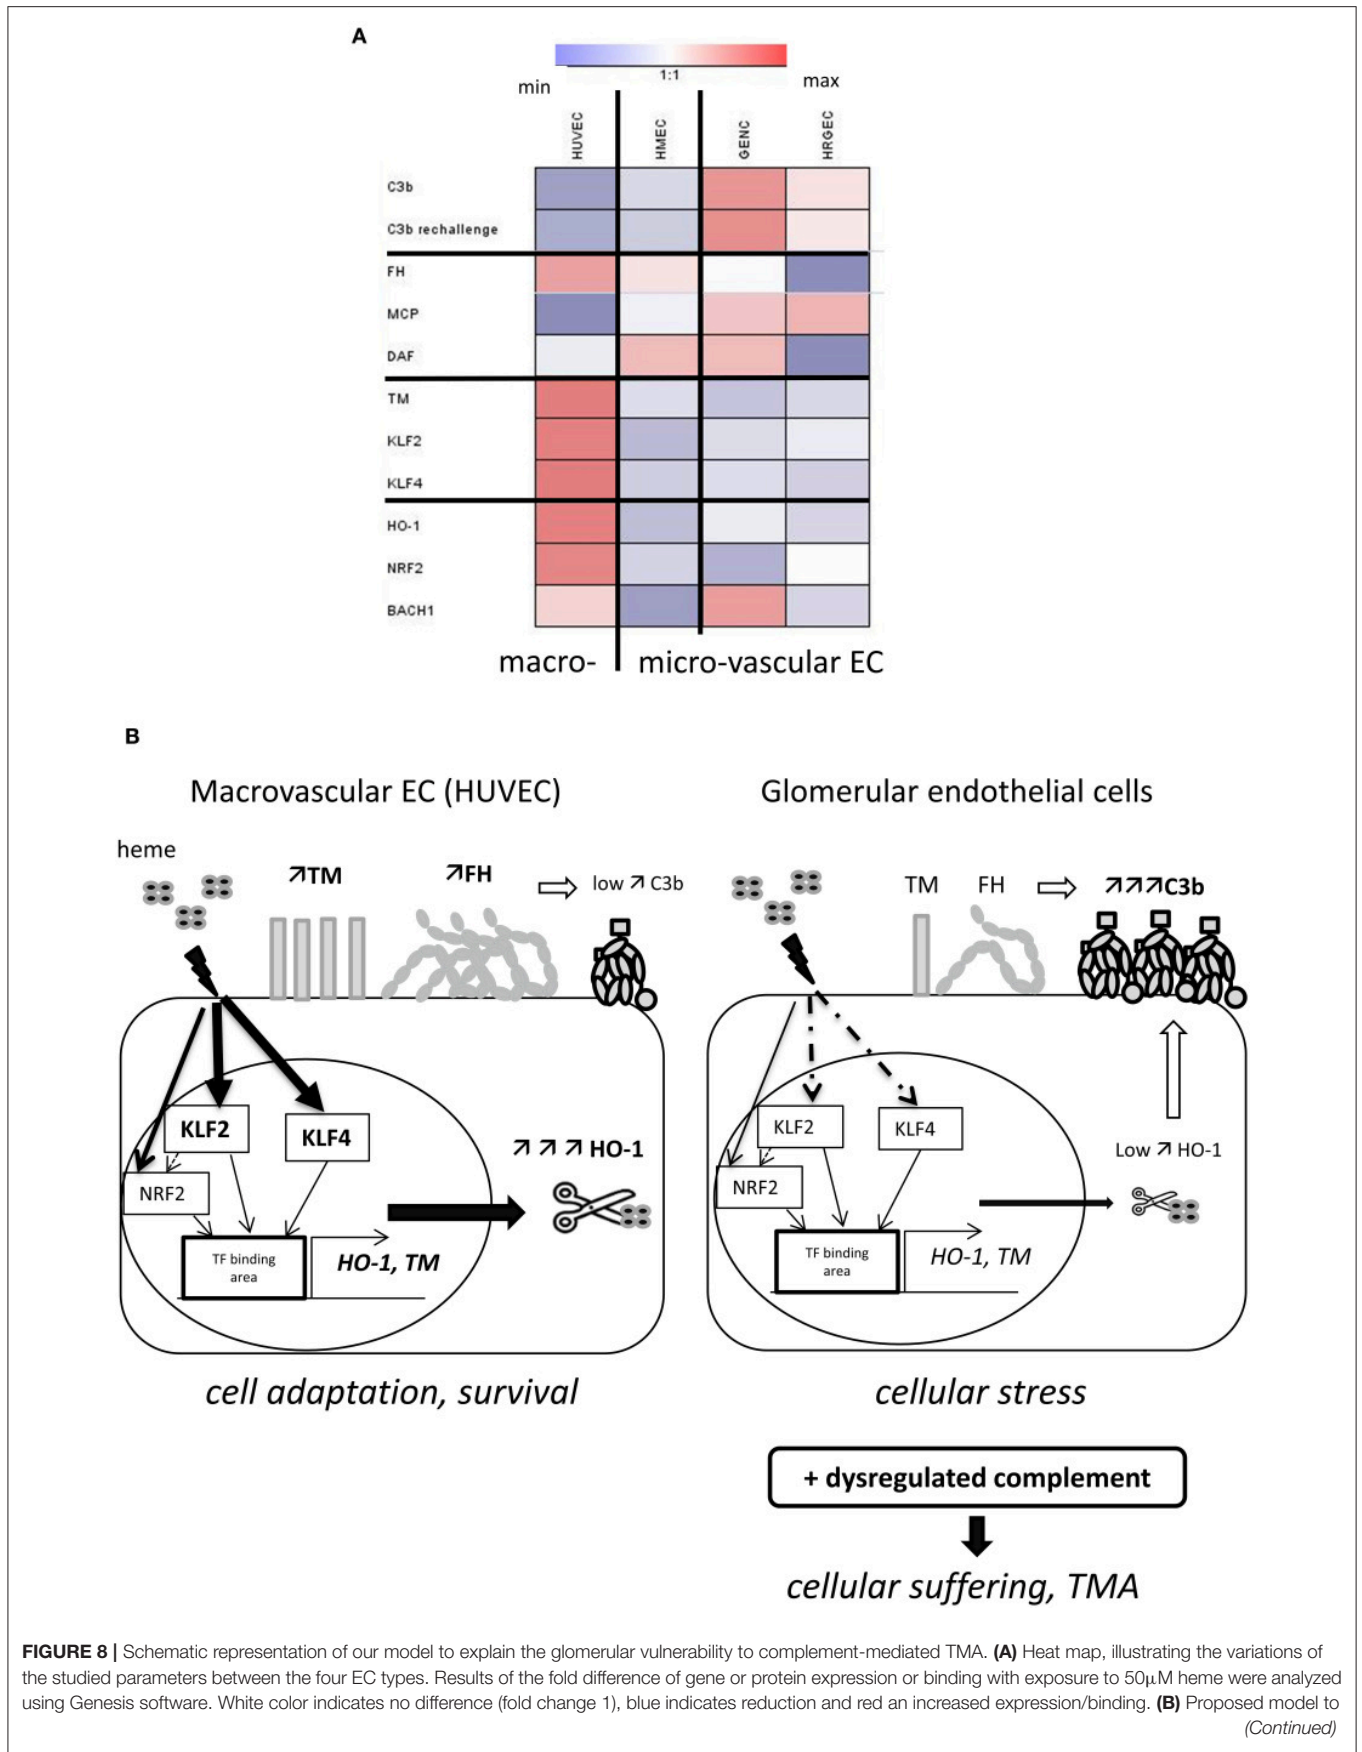 A
1:1
min
max
HUVEC
HMEC
GENC
HRGEC
C3b
C3b rechallenge
FH
MCP
DAF
TM
KLF2
KLF4
HO-1
NRF2
BACH1
macro-
micro-vascular EC
B
Macrovascular EC (HUVEC)
heme
↗TM
↗FH
low ↗ C3b
KLF2
KLF4
NRF2
TF binding
area
HO-1, TM
↗ ↗ ↗ HO-1
cell adaptation, survival
Glomerular endothelial cells
TM
FH
↗↗↗C3b
KLF2
KLF4
NRF2
TF binding
area
HO-1, TM
Low ↗ HO-1
cellular stress
+ dysregulated complement
cellular suffering, TMA
FIGURE 8 | Schematic representation of our model to explain the glomerular vulnerability to complement-mediated TMA. (A) Heat map, illustrating the variations of
the studied parameters between the four EC types. Results of the fold difference of gene or protein expression or binding with exposure to 50μM heme were analyzed
using Genesis software. White color indicates no difference (fold change 1), blue indicates reduction and red an increased expression/binding. (B) Proposed model to
(Continued)